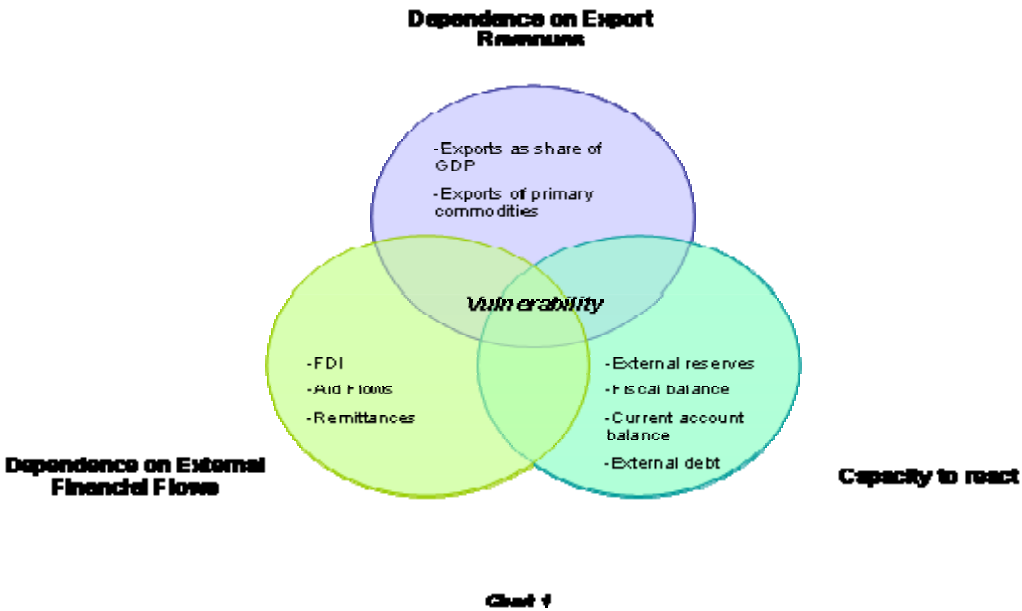 Dependence on Export
Revenues
-Exports as share of
GDP
-Exports of primary
commodities
Vulnerability
-FDI
-Aid Flows
-Remittances
-External reserves
-Fiscal balance
-Current account
balance
-External debt
Dependence on External
Financial Flows
Capacity to react
Chart 1